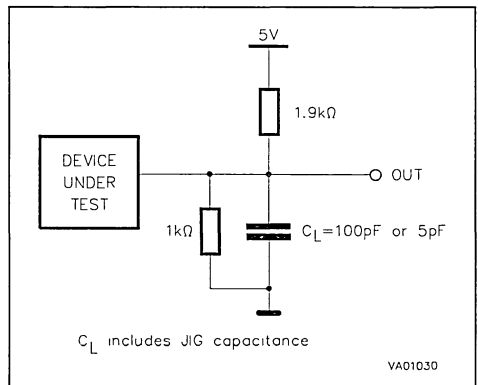 5V
1.9kΩ
DEVICE
UNDER
TEST
OUT
1kΩ
C_L=100pF or 5pF
C_L includes JIG capacitance
VA01030